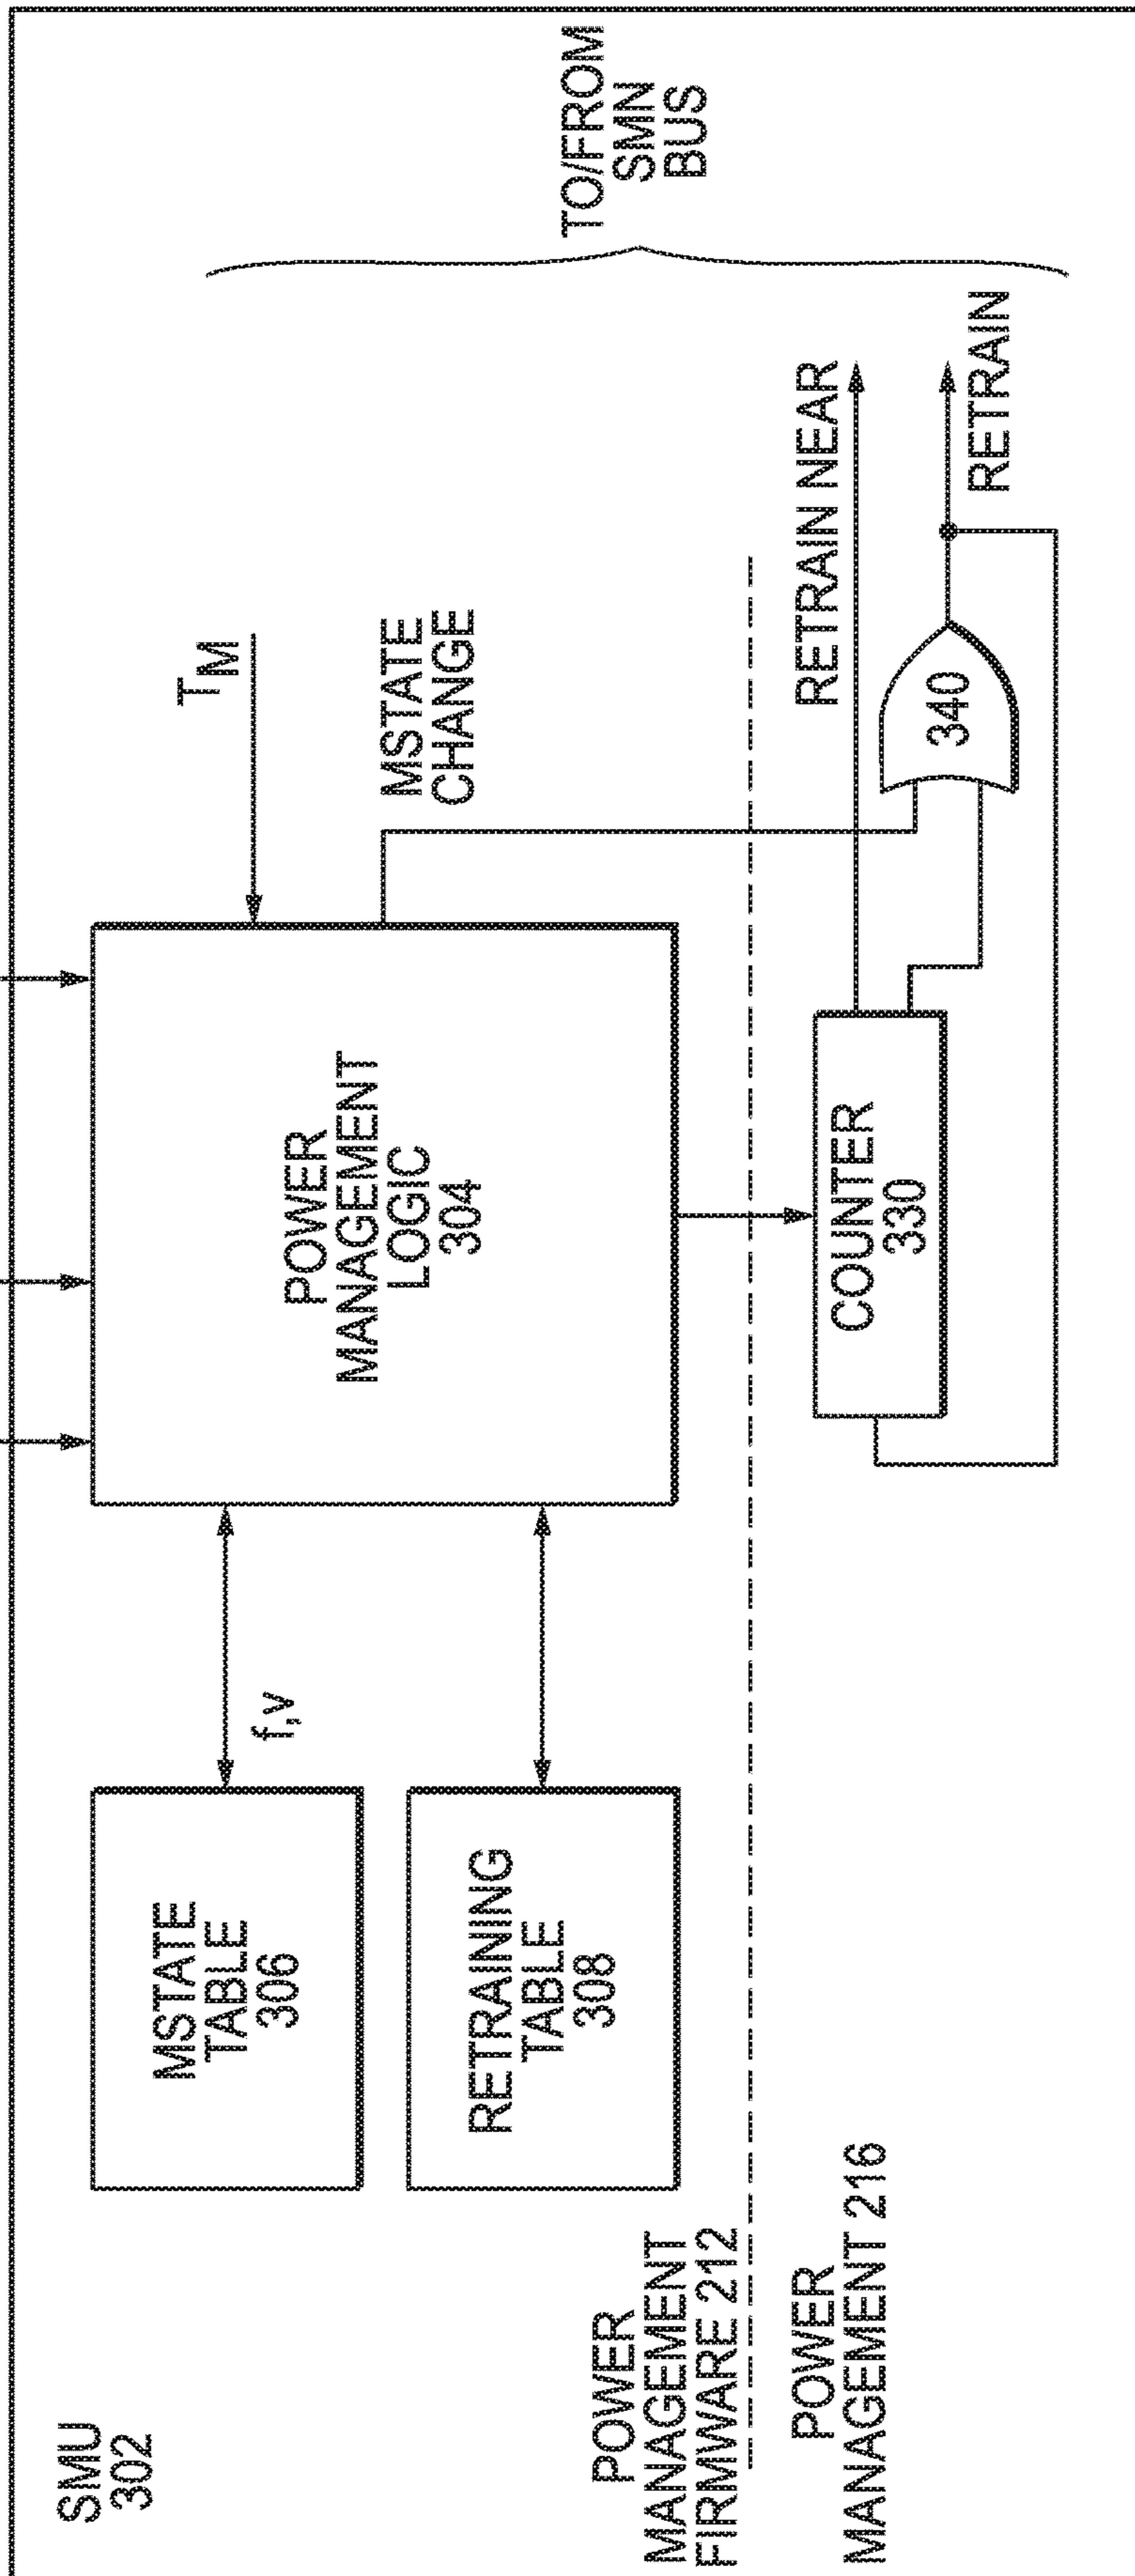 SMU
302
MSTATE
TABLE
306
f,v
POWER
MANAGEMENT
LOGIC
304
T_M
MSTATE
CHANGE
RETRAINING
TABLE
308
TO/FROM
SMN
BUS
POWER
MANAGEMENT
FIRMWARE 212
POWER
MANAGEMENT 216
COUNTER
330
340
RETRAIN NEAR
RETRAIN